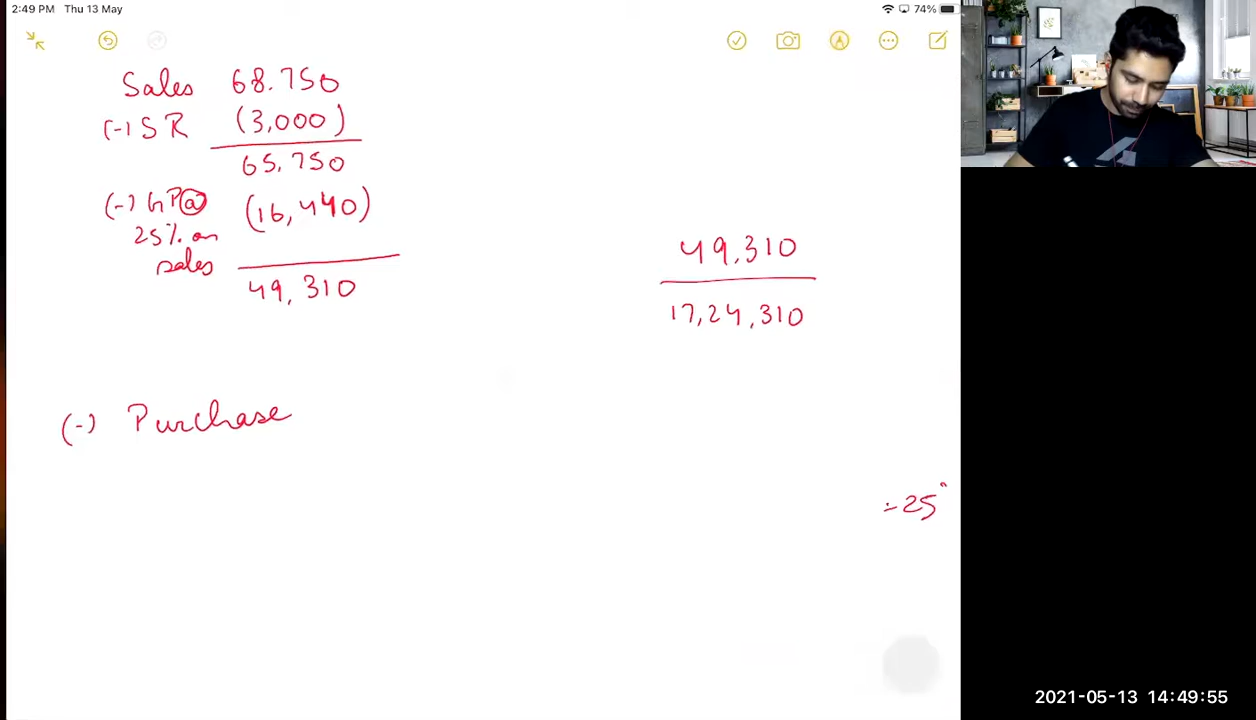 2:49 PM Thu 13 May
74%
Sales 68.750
(-) SR (3,000)
65,750
(-) GP@ (16,440)
25% on
sales
49,310
49,310
17,24,310
(-) Purchase
= 25"
2021-05-13 14:49:55